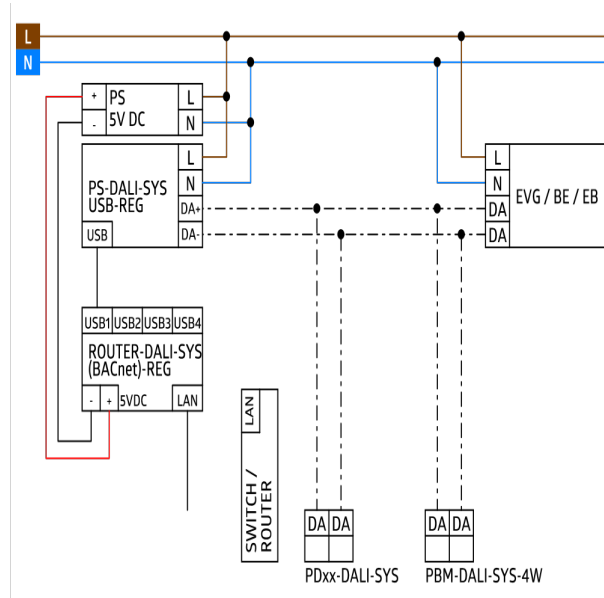 L
N
+ PS L
- 5V DC N
L
PS-DALI-SYS N
USB-REG DA+
USB DA-
L
N
DA
DA
EVG / BE / EB
USB1 USB2 USB3 USB4
ROUTER-DALI-SYS
(BACnet)-REG
- + 5VDC LAN
LAN
SWITCH /
ROUTER
DA DA
PDxx-DALI-SYS
DA DA
PBM-DALI-SYS-4W